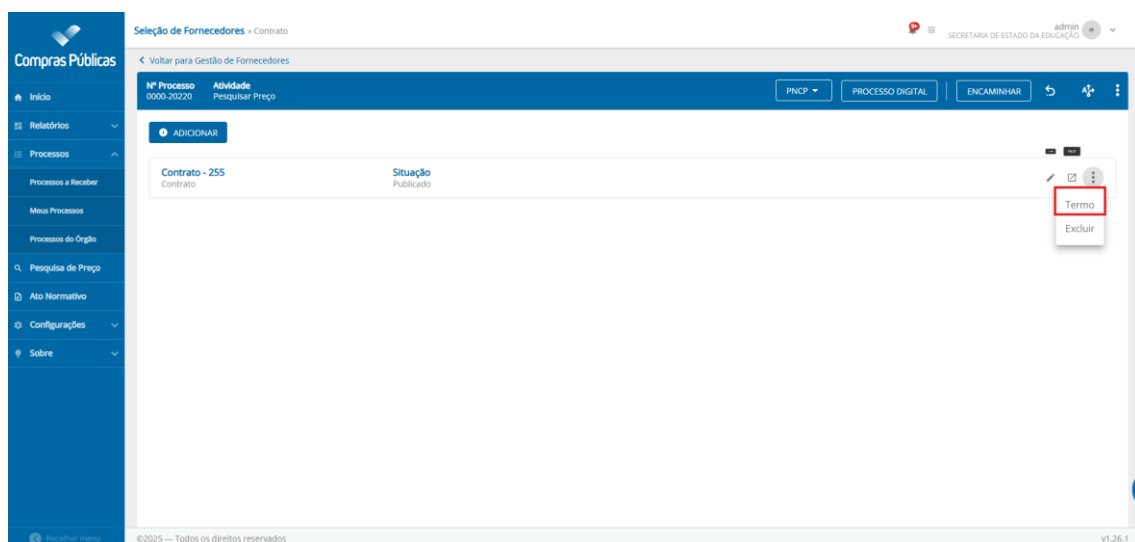 Compras Públicas
Início
Relatórios
Processos
Processos a Receber
Meus Processos
Processos do Órgão
Pesquisa de Preço
Ato Normativo
Configurações
Sobre
Recolher menu
Seleção de Fornecedores » Contrato
9+
admin
SECRETARIA DE ESTADO DA EDUCAÇÃO
Voltar para Gestão de Fornecedores
Nº Processo Atividade
0000-20220 Pesquisar Preço
PNCP PROCESSO DIGITAL ENCAMINHAR
ADICIONAR
PNCP
Contrato - 255 Situação
Contrato Publicado
Termo
Excluir
©2025 — Todos os direitos reservados v1.26.1